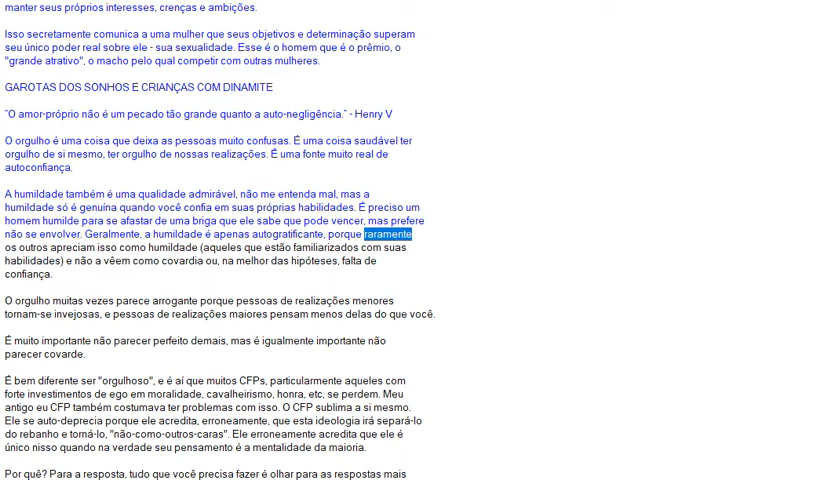 manter seus próprios interesses, crenças e ambições.
Isso secretamente comunica a uma mulher que seus objetivos e determinação superam
seu único poder real sobre ele - sua sexualidade. Esse é o homem que é o prêmio, o
"grande atrativo", o macho pelo qual competir com outras mulheres.
GAROTAS DOS SONHOS E CRIANÇAS COM DINAMITE
"O amor-próprio não é um pecado tão grande quanto a auto-negligência." - Henry V
O orgulho é uma coisa que deixa as pessoas muito confusas. É uma coisa saudável ter
orgulho de si mesmo, ter orgulho de nossas realizações. É uma fonte muito real de
autoconfiança.
A humildade também é uma qualidade admirável, não me entenda mal, mas a
humildade só é genuína quando você confia em suas próprias habilidades. É preciso um
homem humilde para se afastar de uma briga que ele sabe que pode vencer, mas prefere
não se envolver. Geralmente, a humildade é apenas autogratificante, porque raramente
os outros apreciam isso como humildade (aqueles que estão familiarizados com suas
habilidades) e não a vêem como covardia ou, na melhor das hipóteses, falta de
confiança.
O orgulho muitas vezes parece arrogante porque pessoas de realizações menores
tornam-se invejosas, e pessoas de realizações maiores pensam menos delas do que você.
É muito importante não parecer perfeito demais, mas é igualmente importante não
parecer covarde.
É bem diferente ser "orgulhoso", e é aí que muitos CFPs, particularmente aqueles com
forte investimentos de ego em moralidade, cavalheirismo, honra, etc, se perdem. Meu
antigo eu CFP também costumava ter problemas com isso. O CFP sublima a si mesmo.
Ele se auto-deprecia porque ele acredita, erroneamente, que esta ideologia irá separá-lo
do rebanho e torná-lo, "não-como-outros-caras". Ele erroneamente acredita que ele é
único nisso quando na verdade seu pensamento é a mentalidade da maioria.
Por quê? Para a resposta, tudo que você precisa fazer é olhar para as respostas mais